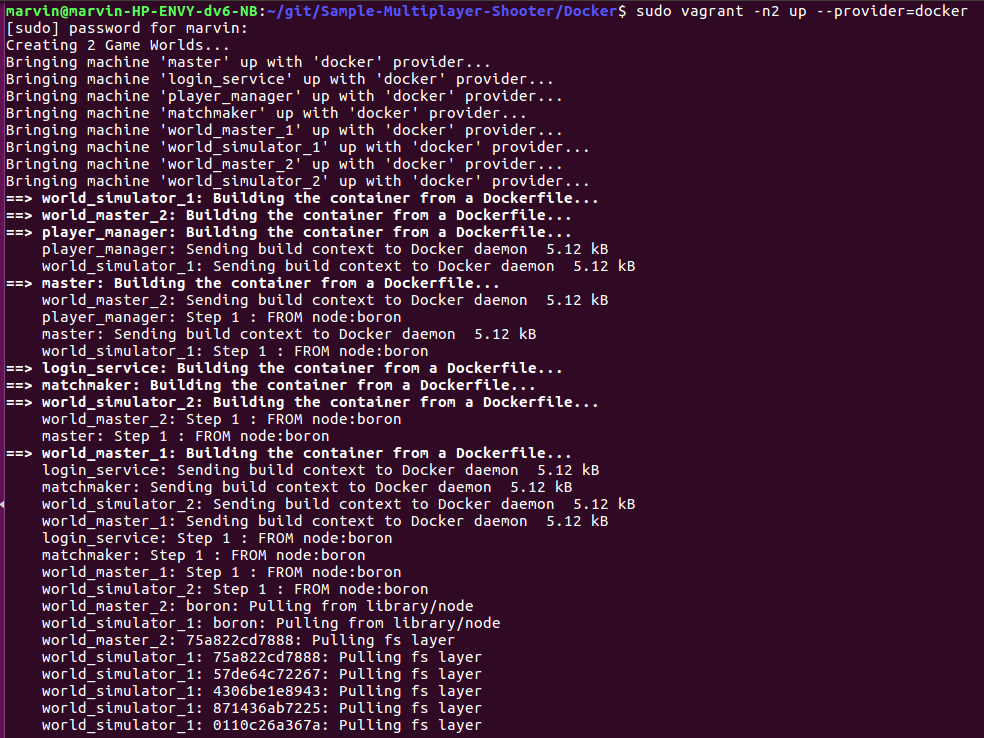 marvin@marvin-HP-ENVY-dv6-NB:~/git/Sample-Multiplayer-Shooter/Docker$ sudo vagrant -n2 up --provider=docker
[sudo] password for marvin:
Creating 2 Game Worlds...
Bringing machine 'master' up with 'docker' provider...
Bringing machine 'login_service' up with 'docker' provider...
Bringing machine 'player_manager' up with 'docker' provider...
Bringing machine 'matchmaker' up with 'docker' provider...
Bringing machine 'world_master_1' up with 'docker' provider...
Bringing machine 'world_simulator_1' up with 'docker' provider...
Bringing machine 'world_master_2' up with 'docker' provider...
Bringing machine 'world_simulator_2' up with 'docker' provider...
==> world_simulator_1: Building the container from a Dockerfile...
==> world_master_2: Building the container from a Dockerfile...
==> player_manager: Building the container from a Dockerfile...
    player_manager: Sending build context to Docker daemon  5.12 kB
    world_simulator_1: Sending build context to Docker daemon  5.12 kB
==> master: Building the container from a Dockerfile...
    world_master_2: Sending build context to Docker daemon  5.12 kB
    player_manager: Step 1 : FROM node:boron
    master: Sending build context to Docker daemon  5.12 kB
    world_simulator_1: Step 1 : FROM node:boron
==> login_service: Building the container from a Dockerfile...
==> matchmaker: Building the container from a Dockerfile...
==> world_simulator_2: Building the container from a Dockerfile...
    world_master_2: Step 1 : FROM node:boron
    master: Step 1 : FROM node:boron
==> world_master_1: Building the container from a Dockerfile...
    login_service: Sending build context to Docker daemon  5.12 kB
    matchmaker: Sending build context to Docker daemon  5.12 kB
    world_simulator_2: Sending build context to Docker daemon  5.12 kB
    world_master_1: Sending build context to Docker daemon  5.12 kB
    login_service: Step 1 : FROM node:boron
    matchmaker: Step 1 : FROM node:boron
    world_master_1: Step 1 : FROM node:boron
    world_simulator_2: Step 1 : FROM node:boron
    world_master_2: boron: Pulling from library/node
    world_simulator_1: boron: Pulling from library/node
    world_master_2: 75a822cd7888: Pulling fs layer
    world_simulator_1: 75a822cd7888: Pulling fs layer
    world_simulator_1: 57de64c72267: Pulling fs layer
    world_simulator_1: 4306be1e8943: Pulling fs layer
    world_simulator_1: 871436ab7225: Pulling fs layer
    world_simulator_1: 0110c26a367a: Pulling fs layer